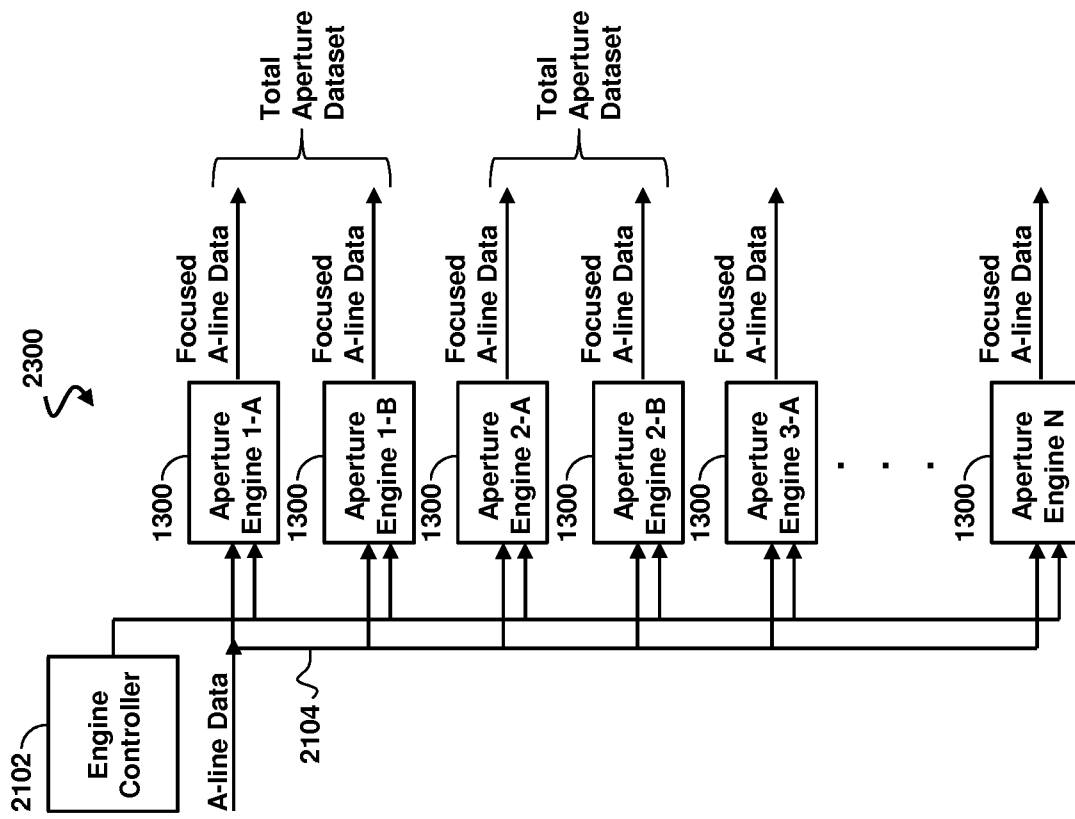 2300
2102
Engine
Controller
A-line Data
2104
1300
Aperture
Engine 1-A
Focused
A-line Data
1300
Aperture
Engine 1-B
Focused
A-line Data
Total
Aperture
Dataset
1300
Aperture
Engine 2-A
Focused
A-line Data
1300
Aperture
Engine 2-B
Focused
A-line Data
Total
Aperture
Dataset
1300
Aperture
Engine 3-A
Focused
A-line Data
. . . .
1300
Aperture
Engine N
Focused
A-line Data